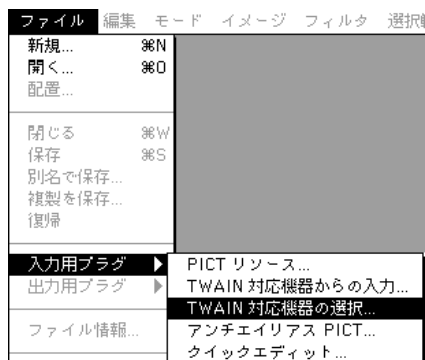 ファイル 編集 モード イメージ フィルタ 選択
新規... ⌘N
開く... ⌘O
配置...
閉じる ⌘W
保存 ⌘S
別名で保存...
複製を保存...
復帰
入力用プラグ ▶
出力用プラグ ▶
ファイル情報...
PICT リソース...
TWAIN 対応機器からの入力...
TWAIN 対応機器の選択...
アンチエイリアス PICT...
クイックエディット...